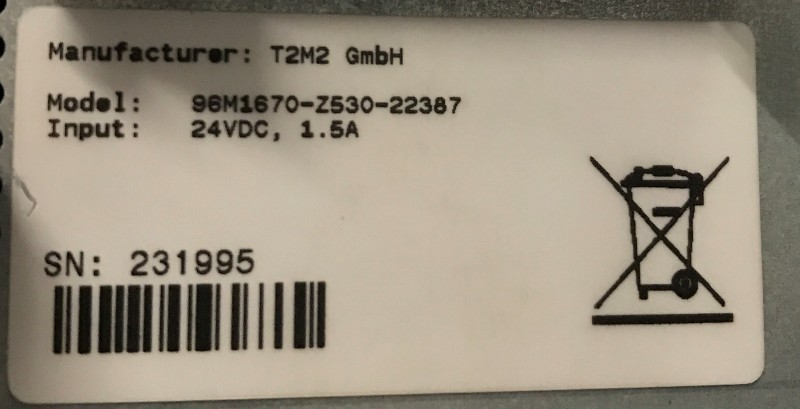 Manufacturer: T2M2 GmbH
Model: 96M1670-Z530-22387
Input: 24VDC, 1.5A
SN: 231995